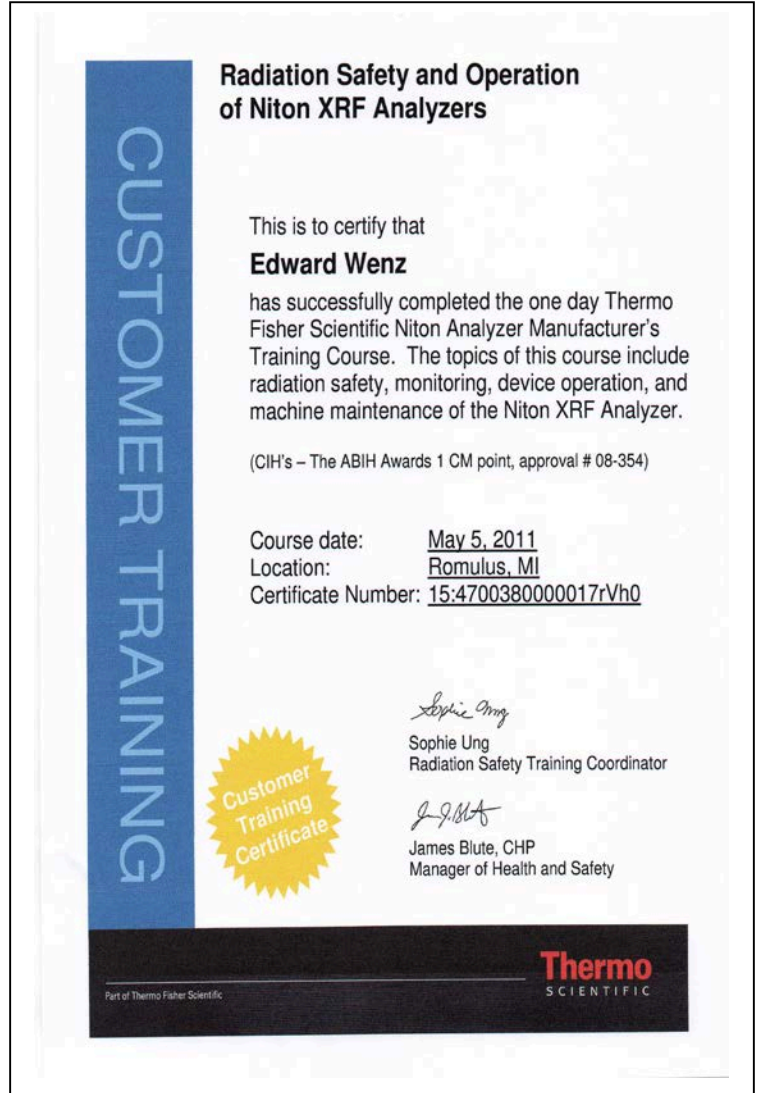 CUSTOMER TRAINING
Radiation Safety and Operation
of Niton XRF Analyzers
This is to certify that
Edward Wenz
has successfully completed the one day Thermo
Fisher Scientific Niton Analyzer Manufacturer's
Training Course. The topics of this course include
radiation safety, monitoring, device operation, and
machine maintenance of the Niton XRF Analyzer.
(CIH's – The ABIH Awards 1 CM point, approval # 08-354)
Course date: May 5, 2011
Location: Romulus, MI
Certificate Number: 15:4700380000017rVh0
Sophie Ung
Sophie Ung
Radiation Safety Training Coordinator
James Blute, CHP
Manager of Health and Safety
Customer
Training
Certificate
Part of Thermo Fisher Scientific
Thermo
SCIENTIFIC